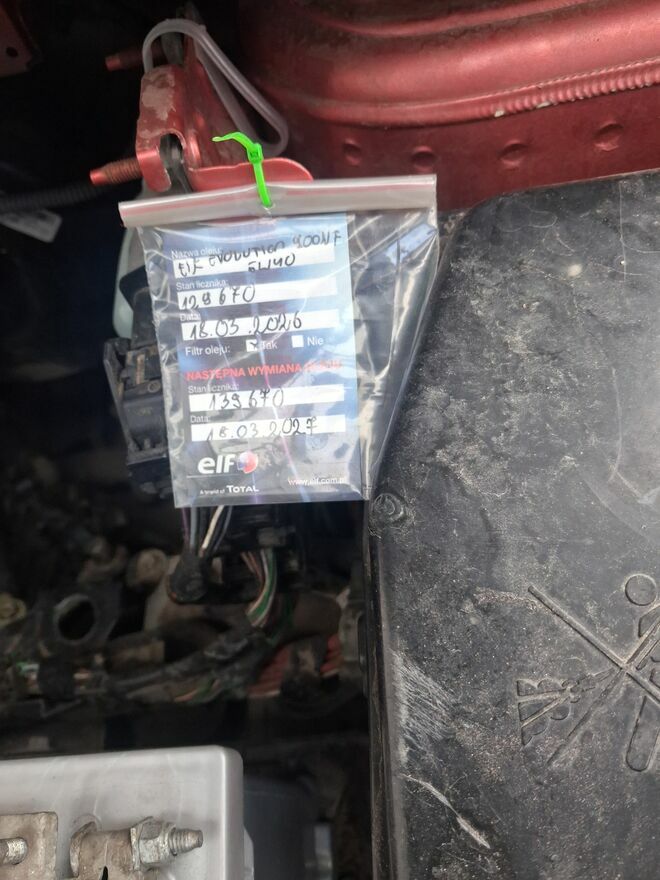 Nazwa oleju:
Elf EVOLUTION 900NF
5W40
Stan licznika:
129670
Data:
18.03.2026
Filtr oleju: Tak Nie
NASTĘPNA WYMIANA
Stan licznika:
139670
Data:
18.03.2027
elf
A brand of TOTAL
www.elf.com.pl